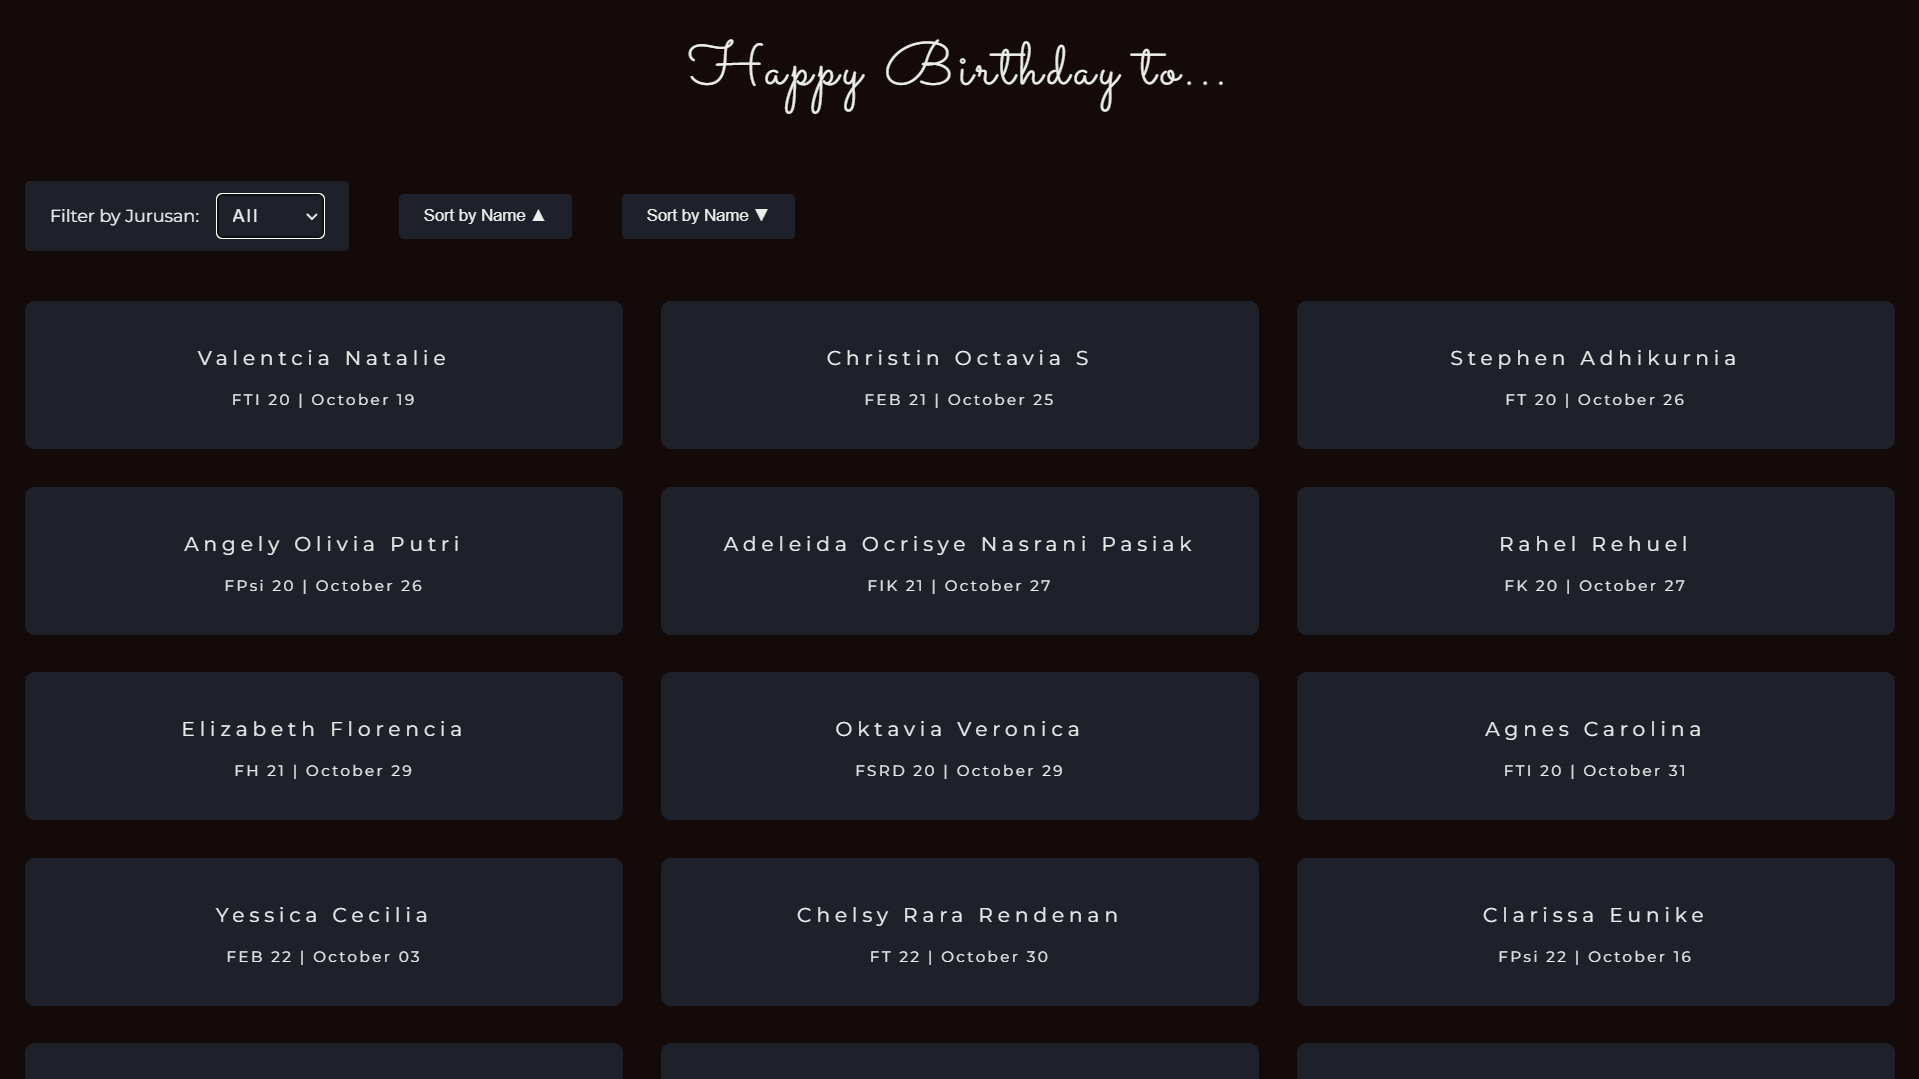 Happy Birthday to...
Filter by Jurusan: All
Sort by Name ▲
Sort by Name ▼
Valentcia Natalie
FTI 20 | October 19
Christin Octavia S
FEB 21 | October 25
Stephen Adhikurnia
FT 20 | October 26
Angely Olivia Putri
FPsi 20 | October 26
Adeleida Ocrisye Nasrani Pasiak
FIK 21 | October 27
Rahel Rehuel
FK 20 | October 27
Elizabeth Florencia
FH 21 | October 29
Oktavia Veronica
FSRD 20 | October 29
Agnes Carolina
FTI 20 | October 31
Yessica Cecilia
FEB 22 | October 03
Chelsy Rara Rendenan
FT 22 | October 30
Clarissa Eunike
FPsi 22 | October 16